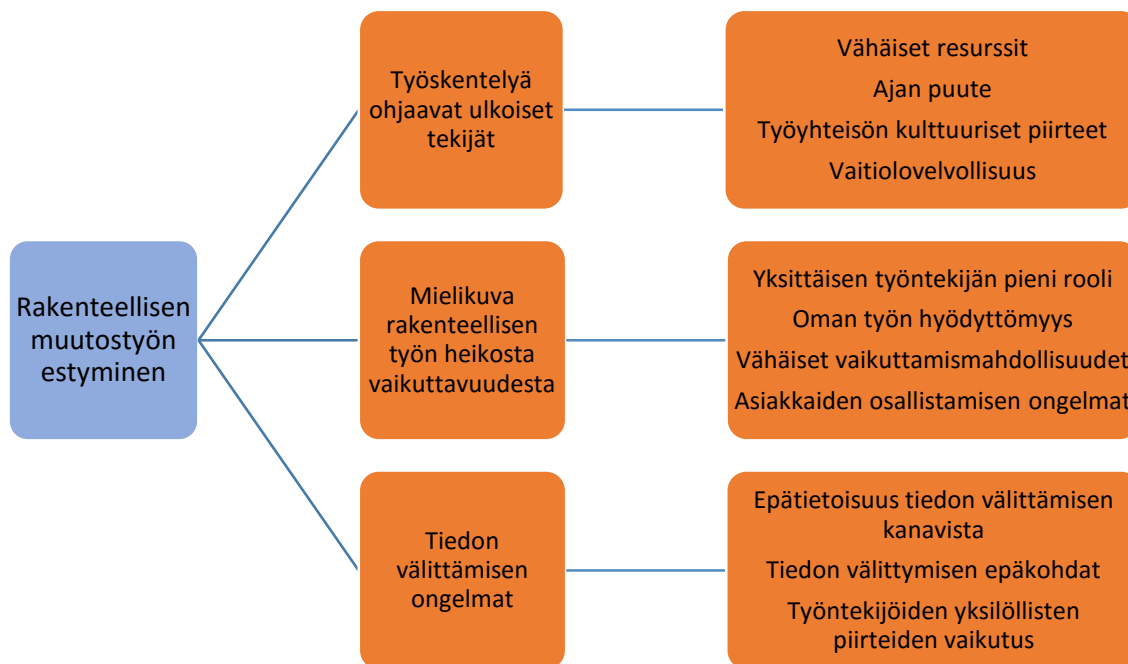 Rakenteellisen
muutostyön
estyminen
Työskentelyä
ohjaavat ulkoiset
tekijät
Vähäiset resurssit
Ajan puute
Työyhteisön kulttuuriset piirteet
Vaitiolovelvollisuus
Mielikuva
rakenteellisen
työn heikosta
vaikuttavuudesta
Yksittäisen työntekijän pieni rooli
Oman työn hyödyttömyys
Vähäiset vaikuttamismahdollisuudet
Asiakkaiden osallistamisen ongelmat
Tiedon
välittämisen
ongelmat
Epätietoisuus tiedon välittämisen
kanavista
Tiedon välittymisen epäkohdat
Työntekijöiden yksilöllisten
piirteiden vaikutus